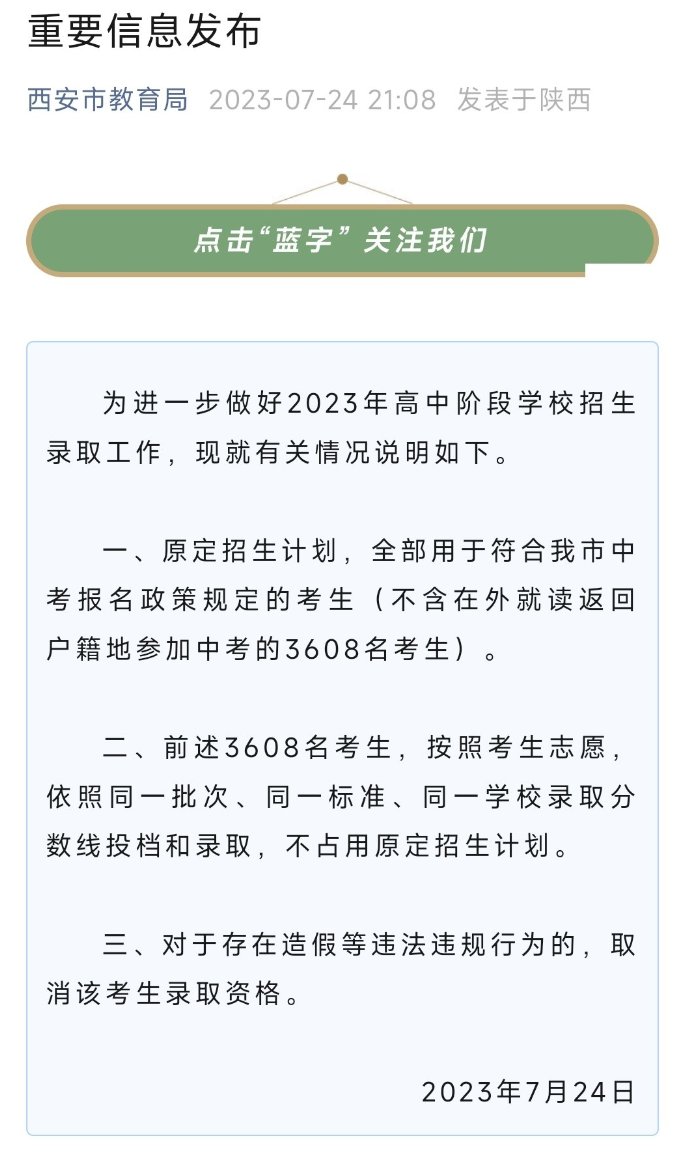 重要信息发布
西安市教育局 2023-07-24 21:08 发表于陕西
点击“蓝字”关注我们
为进一步做好2023年高中阶段学校招生
录取工作，现就有关情况说明如下。
一、原定招生计划，全部用于符合我市中
考报名政策规定的考生（不含在外就读返回
户籍地参加中考的3608名考生）。
二、前述3608名考生，按照考生志愿，
依照同一批次、同一标准、同一学校录取分
数线投档和录取，不占用原定招生计划。
三、对于存在造假等违法违规行为的，取
消该考生录取资格。
2023年7月24日